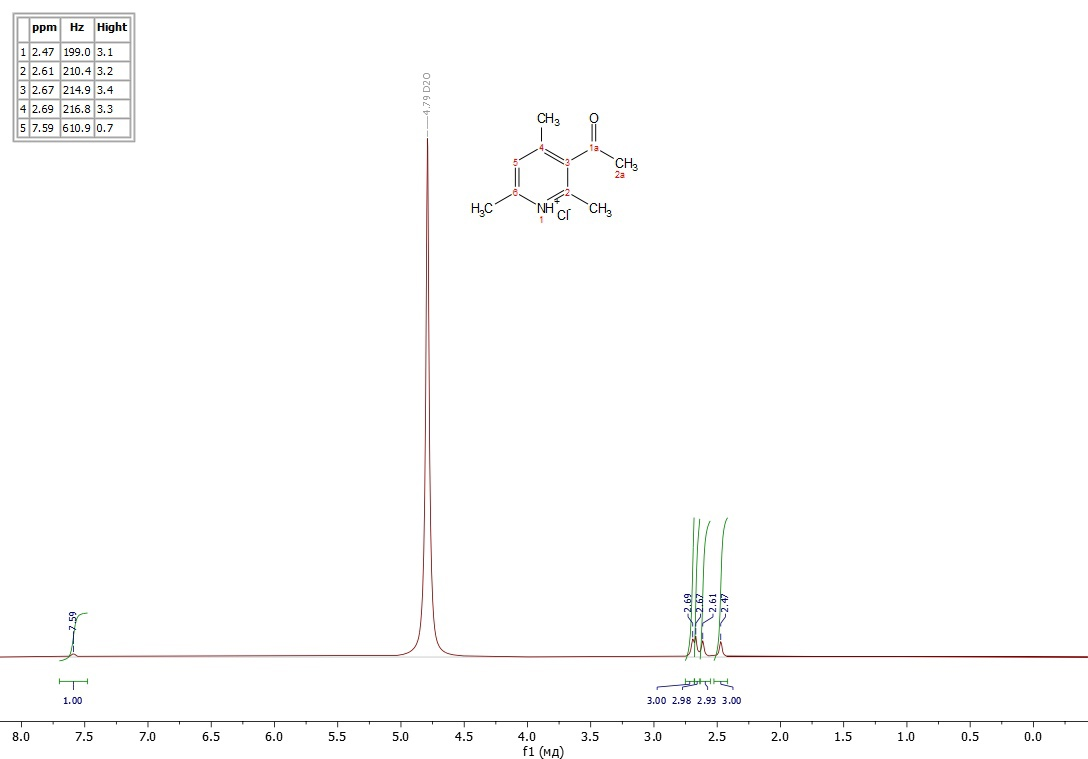 ppm Hz Hight
1 2.47 199.0 3.1
2 2.61 210.4 3.2
3 2.67 214.9 3.4
4 2.69 216.8 3.3
5 7.59 610.9 0.7
4.79 D2O
CH3 O
4 1a
5 3 CH3
2a
6 2
H3C NH+ CH3
1 Cl-
7.59 2.69 2.67 2.61 2.47
1.00 3.00 2.98 2.93 3.00
8.0 7.5 7.0 6.5 6.0 5.5 5.0 4.5 4.0 3.5 3.0 2.5 2.0 1.5 1.0 0.5 0.0
f1 (мд)